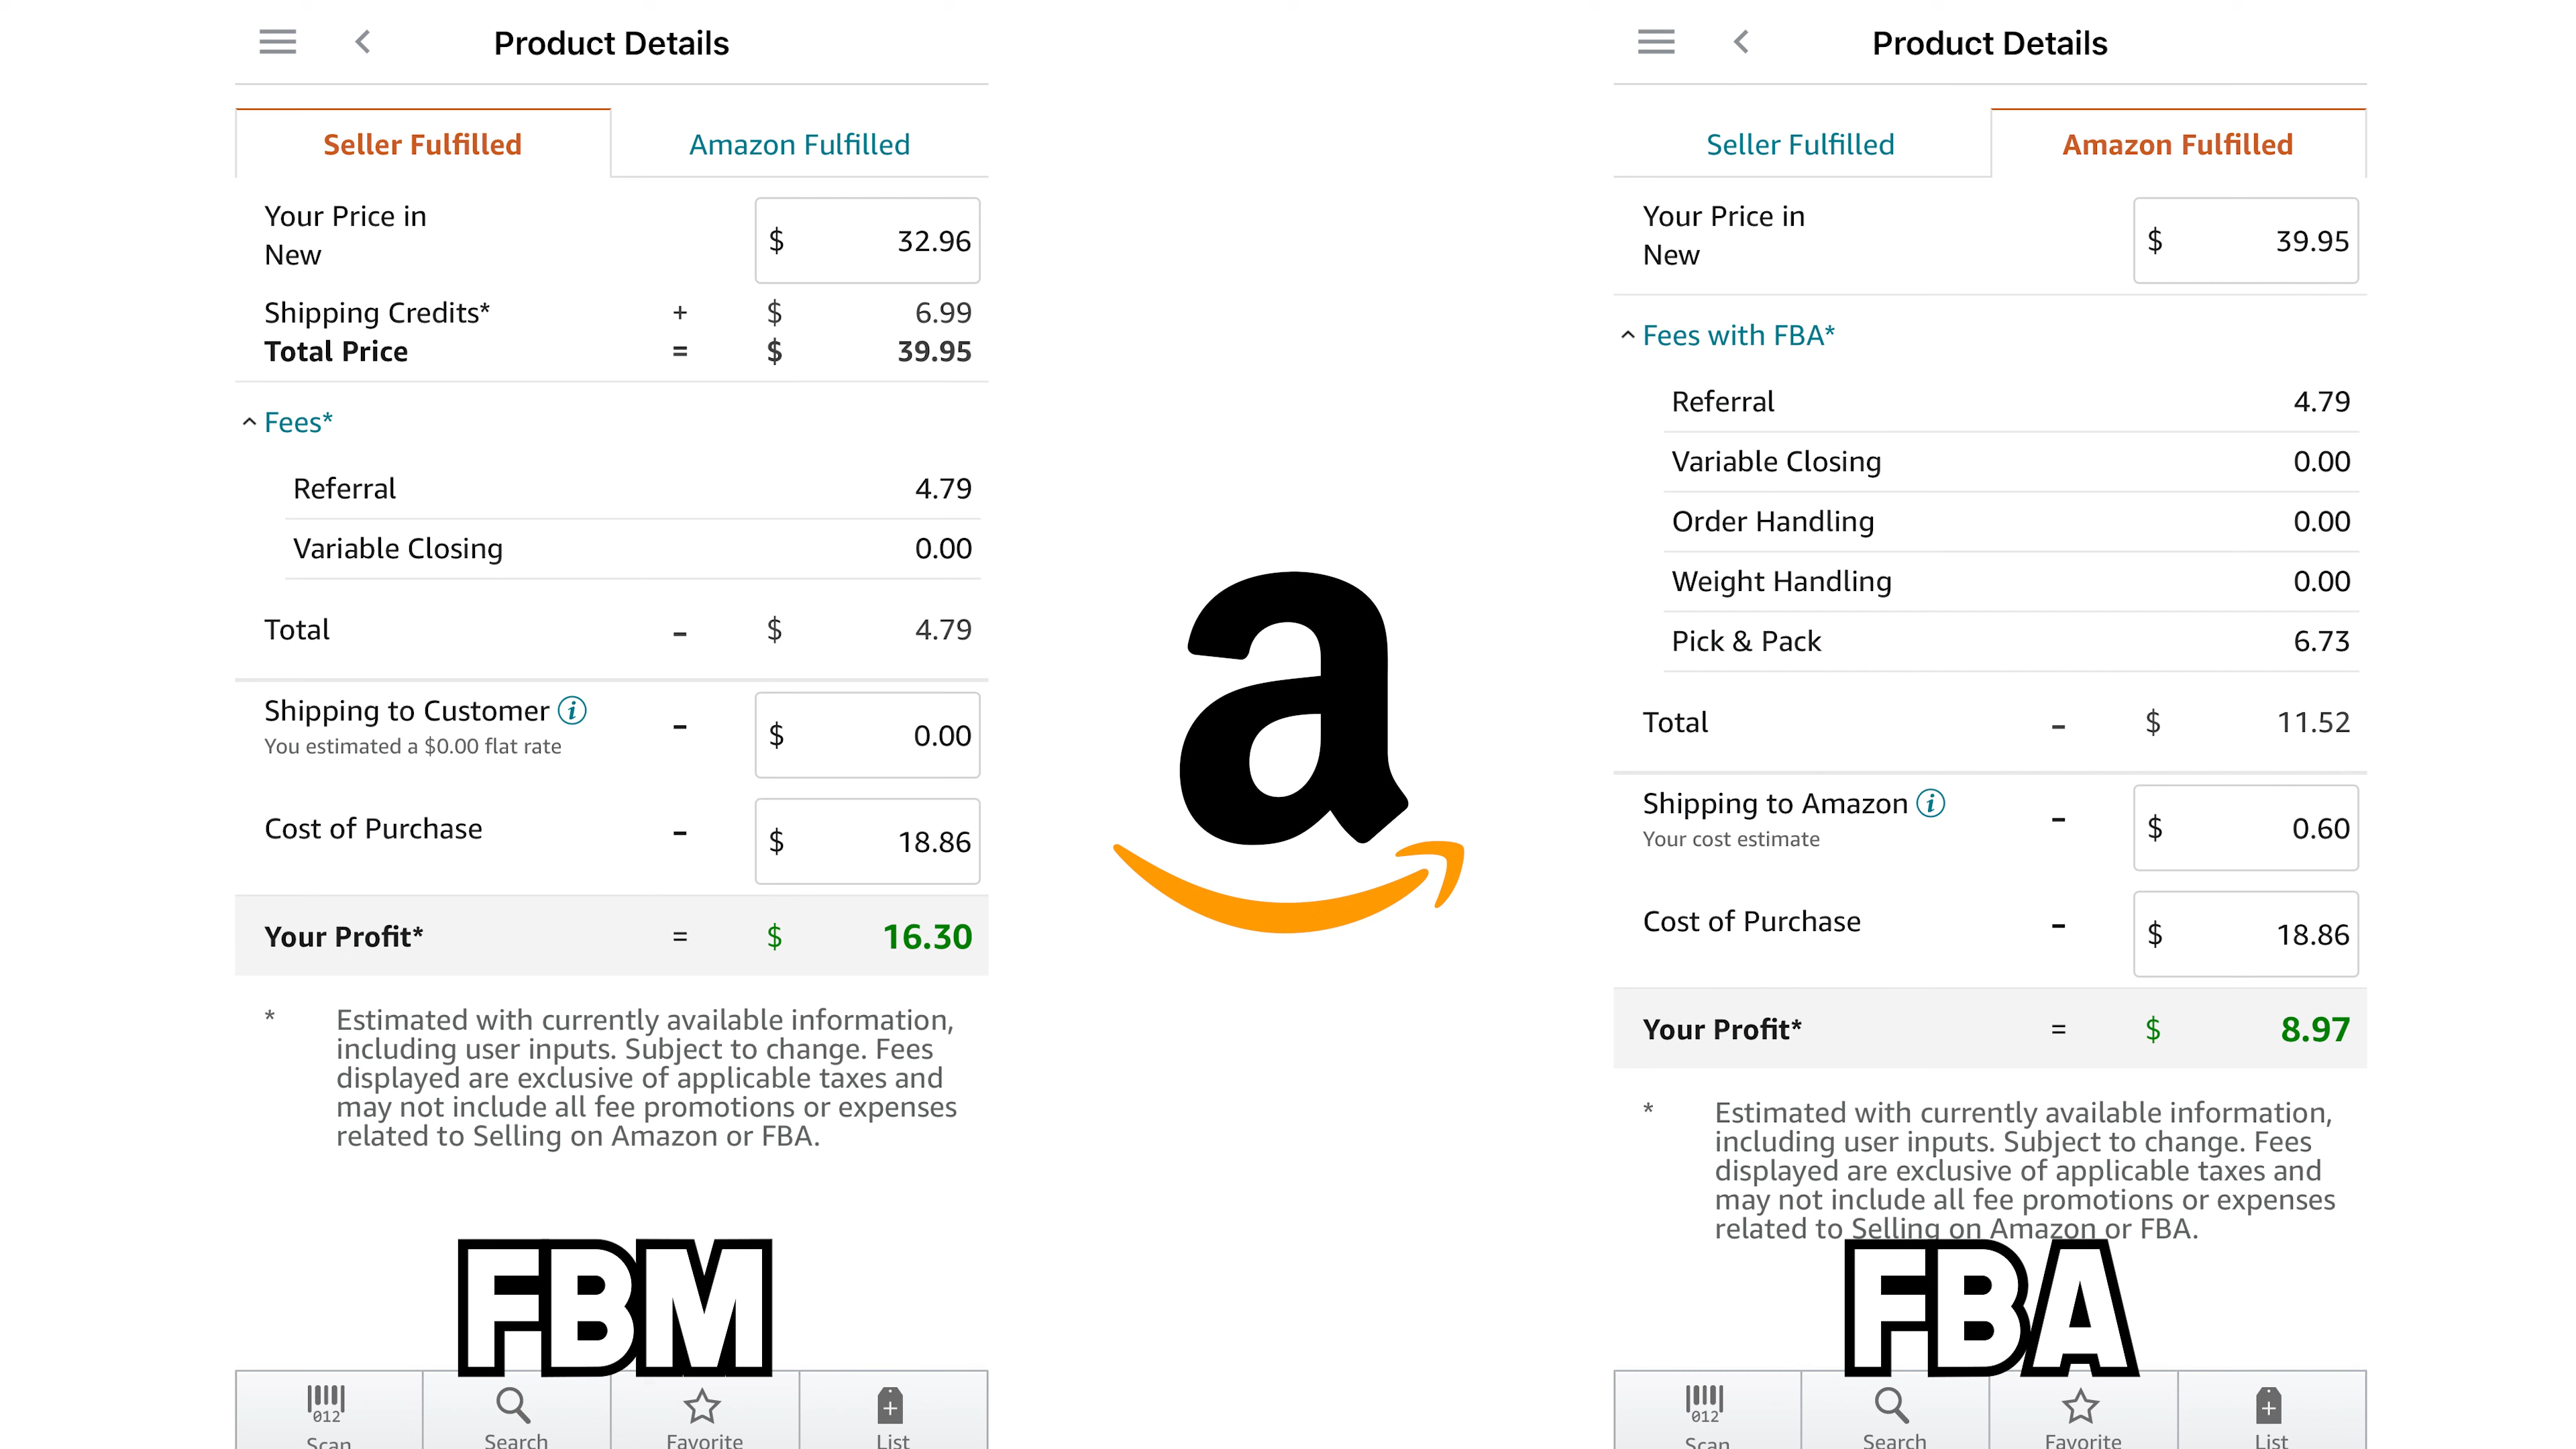 Product Details
Seller Fulfilled
Amazon Fulfilled
Your Price in
New
$ 32.96
Shipping Credits* + $ 6.99
Total Price = $ 39.95
^ Fees*
Referral 4.79
Variable Closing 0.00
Total - $ 4.79
Shipping to Customer i
You estimated a $0.00 flat rate
- $ 0.00
Cost of Purchase - $ 18.86
Your Profit* = $ 16.30
* Estimated with currently available information,
including user inputs. Subject to change. Fees
displayed are exclusive of applicable taxes and
may not include all fee promotions or expenses
related to Selling on Amazon or FBA.
FBM
012
Scan
Search
Favorite
List
a
Product Details
Seller Fulfilled
Amazon Fulfilled
Your Price in
New
$ 39.95
^ Fees with FBA*
Referral 4.79
Variable Closing 0.00
Order Handling 0.00
Weight Handling 0.00
Pick & Pack 6.73
Total - $ 11.52
Shipping to Amazon i
Your cost estimate
- $ 0.60
Cost of Purchase - $ 18.86
Your Profit* = $ 8.97
* Estimated with currently available information,
including user inputs. Subject to change. Fees
displayed are exclusive of applicable taxes and
may not include all fee promotions or expenses
related to Selling on Amazon or FBA.
FBA
012
Scan
Search
Favorite
List